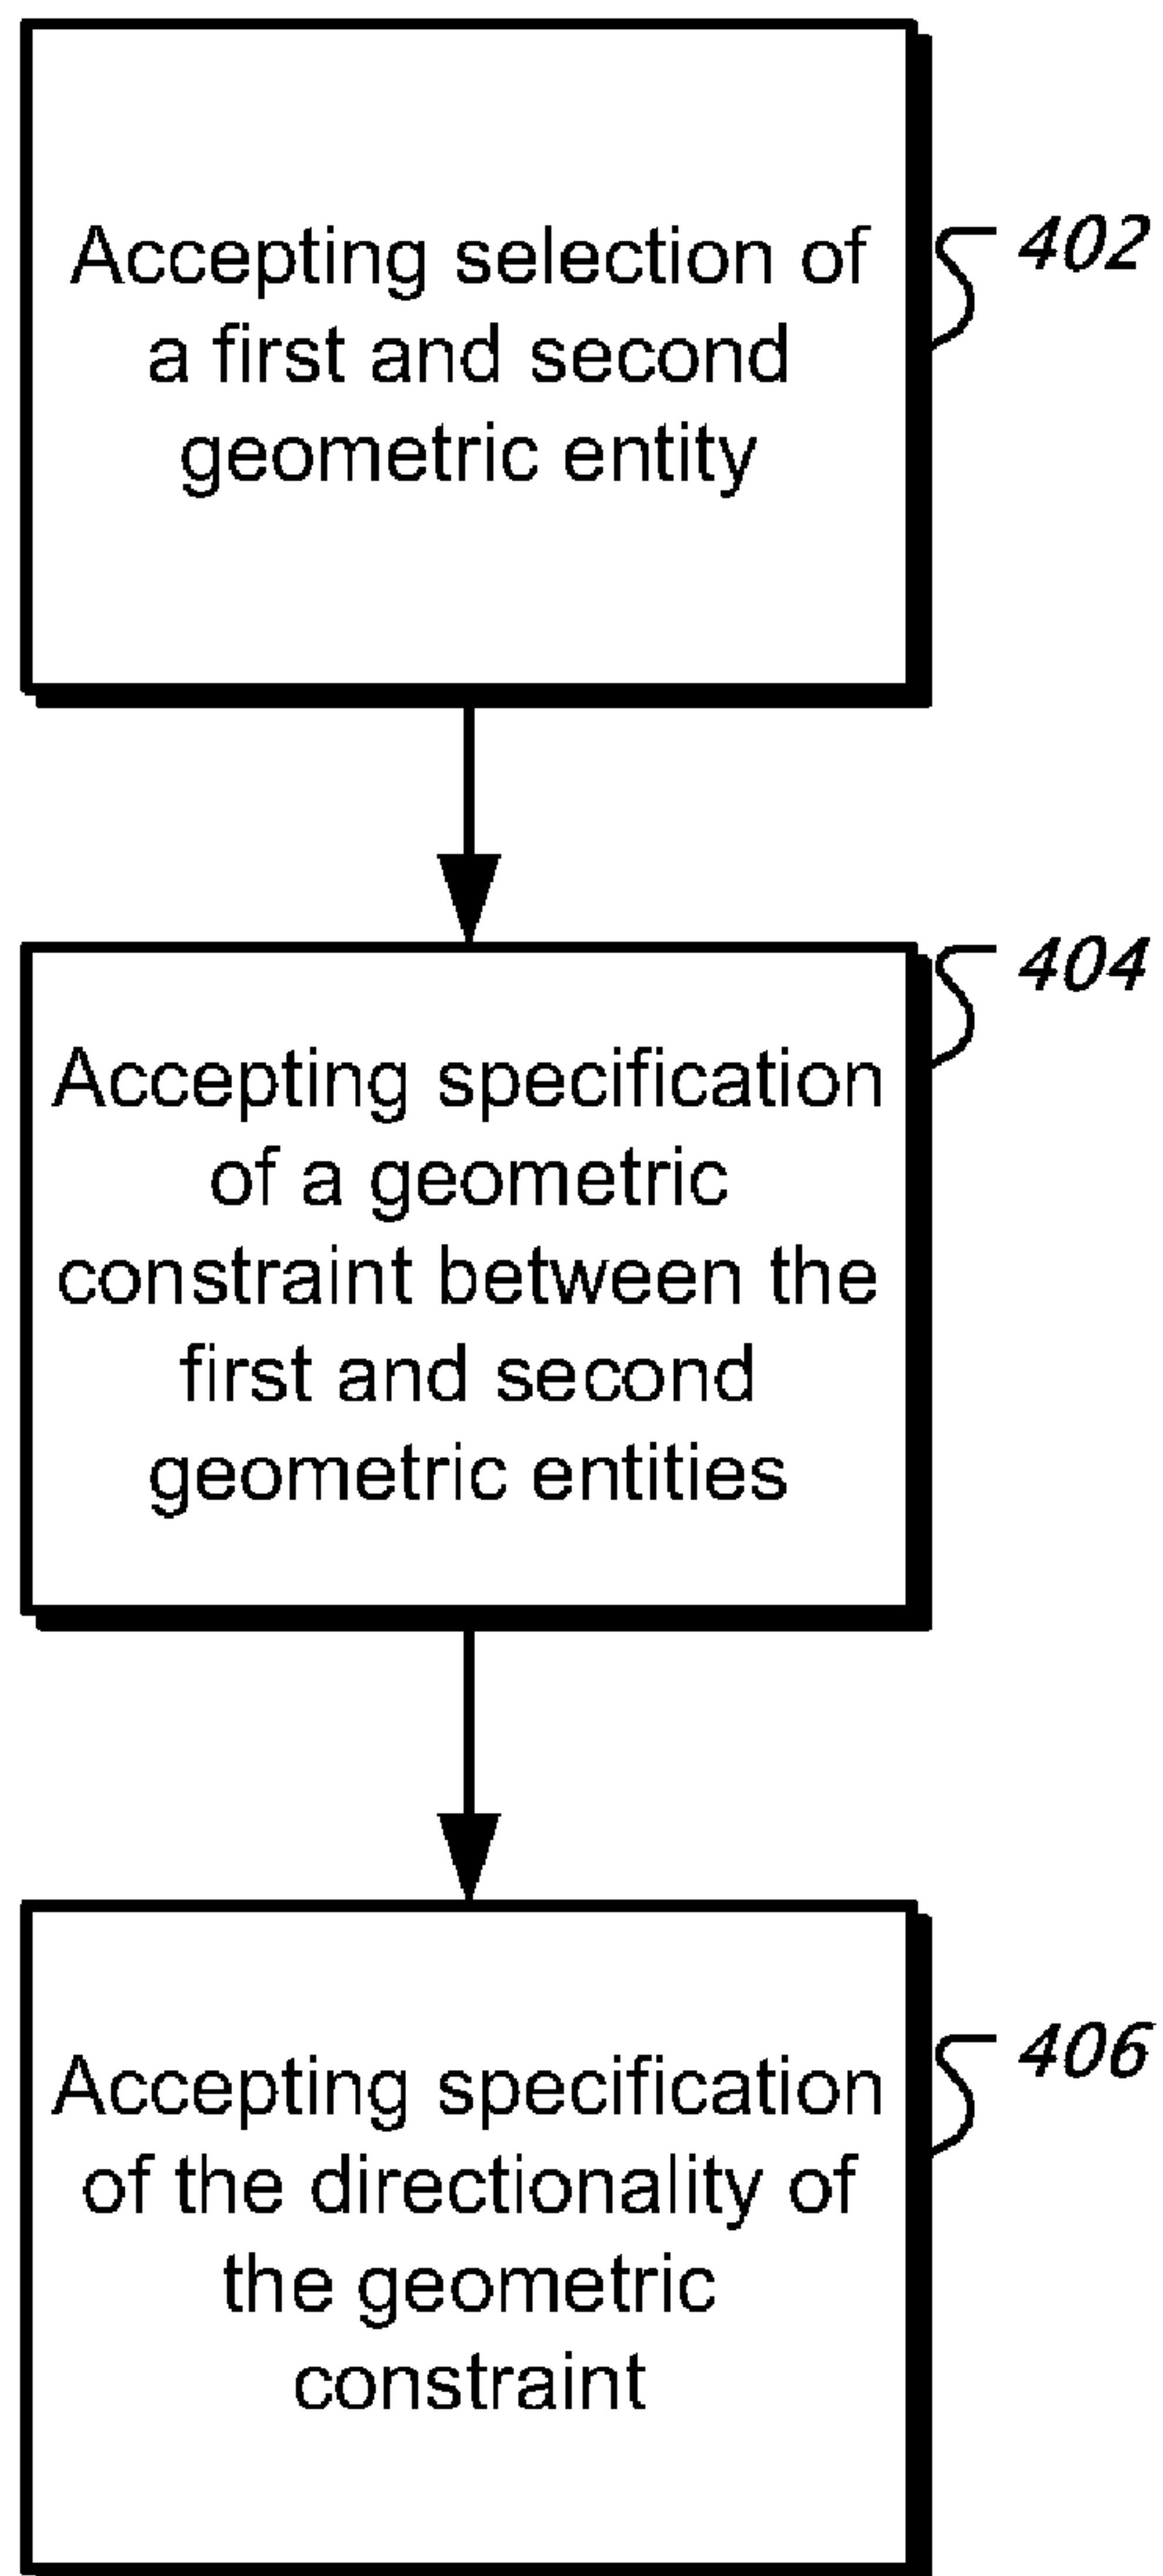 Accepting selection of
a first and second
geometric entity
402
Accepting specification
of a geometric
constraint between the
first and second
geometric entities
404
Accepting specification
of the directionality of
the geometric
constraint
406